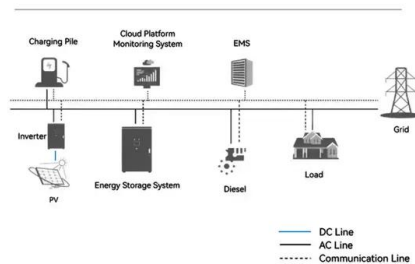 Charging Pile
Cloud Platform
Monitoring System
EMS
Grid
Inverter
PV
Energy Storage System
Diesel
Load
DC Line
AC Line
Communication Line